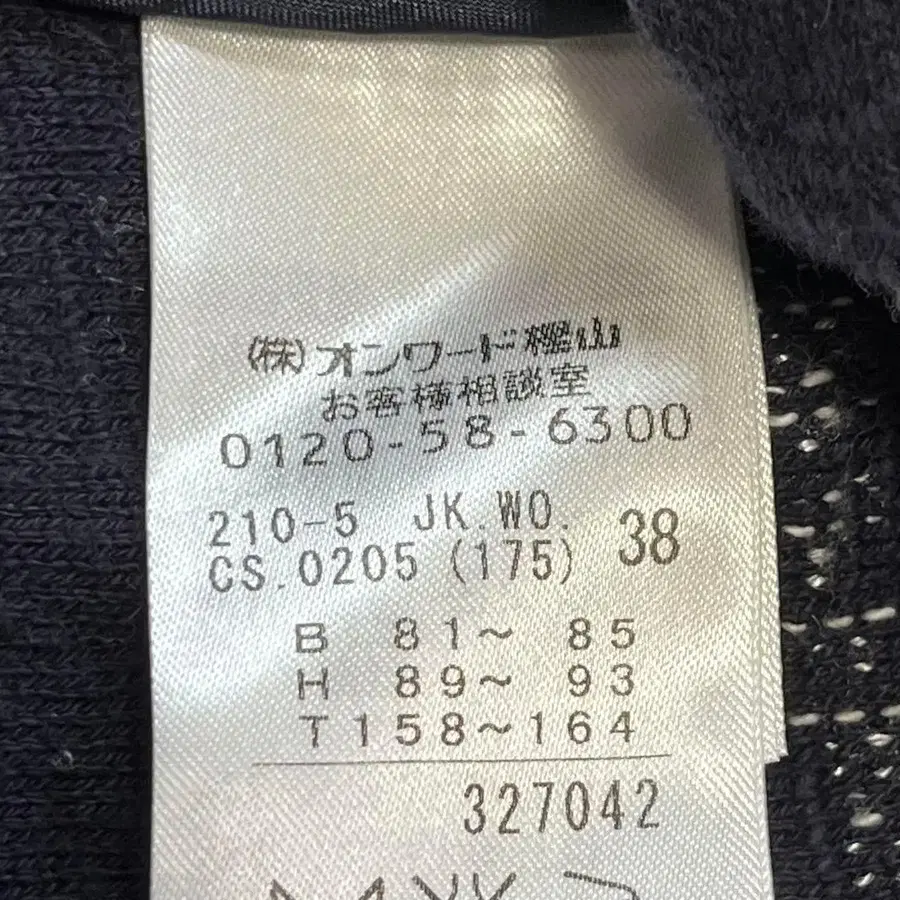 (株)オンワード樫山
お客様相談室
0120-58-6300
210-5 JK.WO.
CS.0205 (175) 38
B 81~ 85
H 89~ 93
T158~164
327042